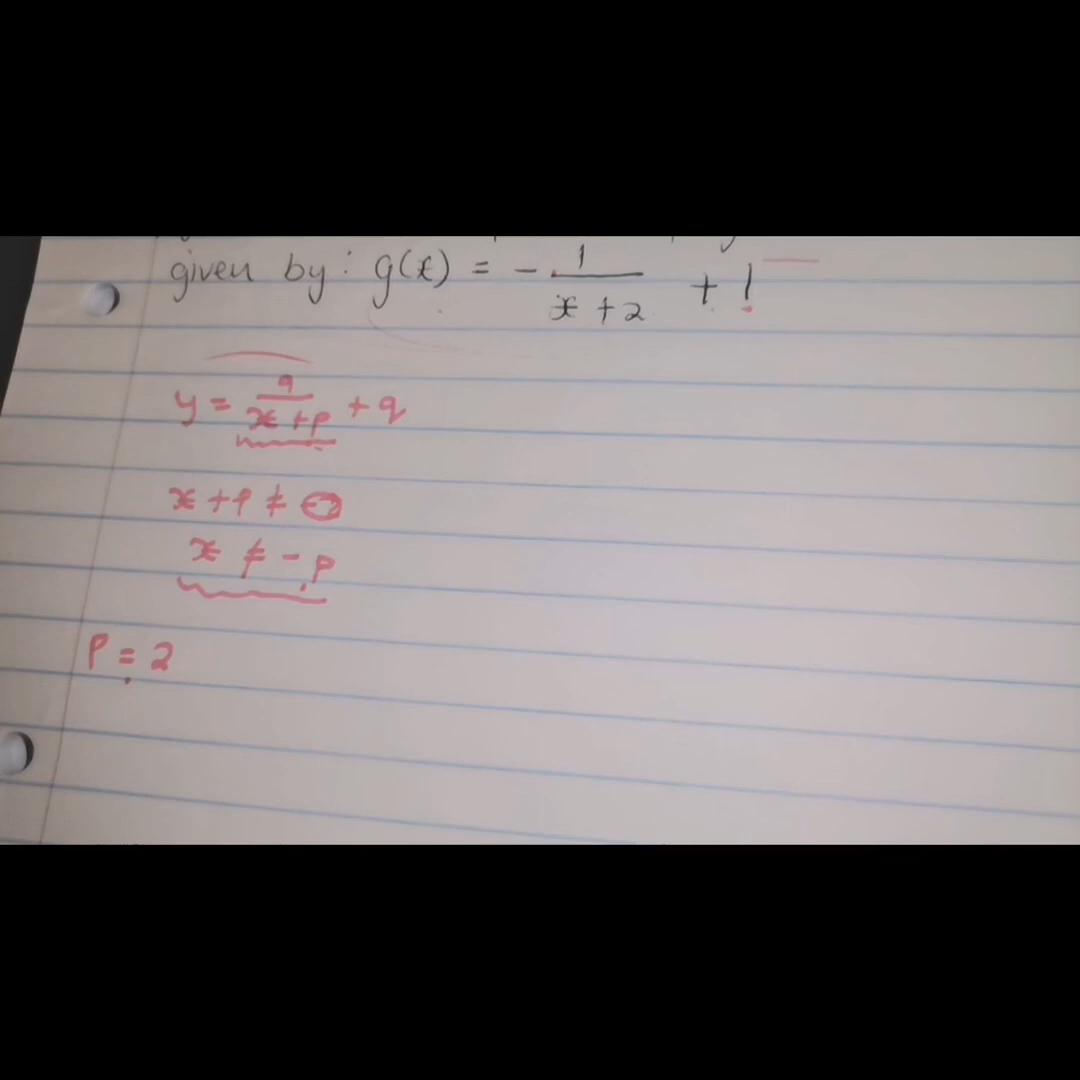 given by: g(x) = - 1/(x + 2) + 1
y = a/(x + p) + q
x + p ≠ 0
x ≠ - p
P = 2